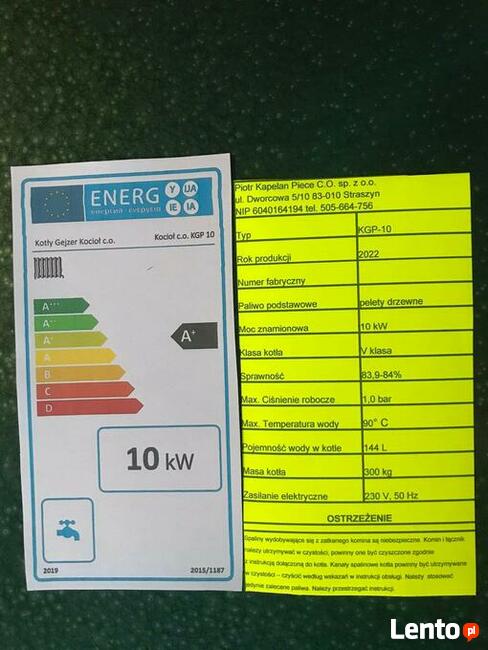 ENERG
Y IJA
IE IA
енергия · ενεργεια
Kotły Gejzer Kocioł c.o.
Kocioł c.o. KGP 10
A+++
A++
A+
A
B
C
D
A+
10 kW
2019
2015/1187
Piotr Kapelan Piece C.O. sp. z o.o.
ul. Dworcowa 5/10 83-010 Straszyn
NIP 6040164194 tel. 505-664-756
Typ KGP-10
Rok produkcji 2022
Numer fabryczny
Paliwo podstawowe pelety drzewne
Moc znamionowa 10 kW
Klasa kotła V klasa
Sprawność 83,9-84%
Max. Ciśnienie robocze 1,0 bar
Max. Temperatura wody 90° C
Pojemność wody w kotle 144 L
Masa kotła 300 kg
Zasilanie elektryczne 230 V, 50 Hz
OSTRZEŻENIE
Spaliny wydobywające się z zatkanego komina są niebezpieczne. Komin i łącznik
należy utrzymywać w czystości, powinny one być czyszczone zgodnie
z instrukcją dołączoną do kotła. Kanały spalinowe kotła powinny być utrzymywane
w czystości – czyścić według wskazań w instrukcji obsługi. Należy stosować
jedynie zalecane paliwa. Należy przestrzegać instrukcji.
Lento.pl